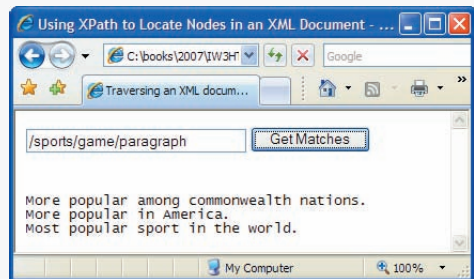 Using XPath to Locate Nodes in an XML Document - ...
C:\books\2007\IW3HT
Google
Traversing an XML docum...
/sports/game/paragraph
Get Matches
More popular among commonwealth nations.
More popular in America.
Most popular sport in the world.
My Computer
100%